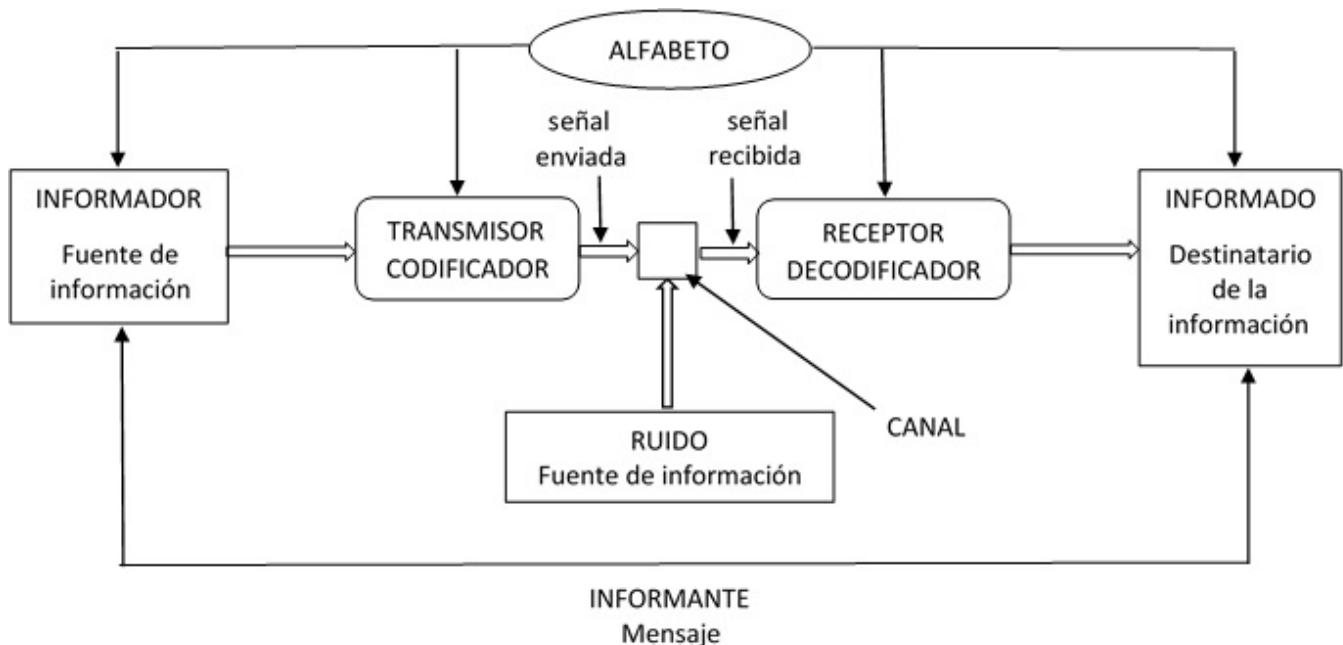 ALFABETO
señal
enviada
señal
recibida
INFORMADOR
Fuente de
información
TRANSMISOR
CODIFICADOR
RECEPTOR
DECODIFICADOR
INFORMADO
Destinatario
de la
información
CANAL
RUIDO
Fuente de información
INFORMANTE
Mensaje